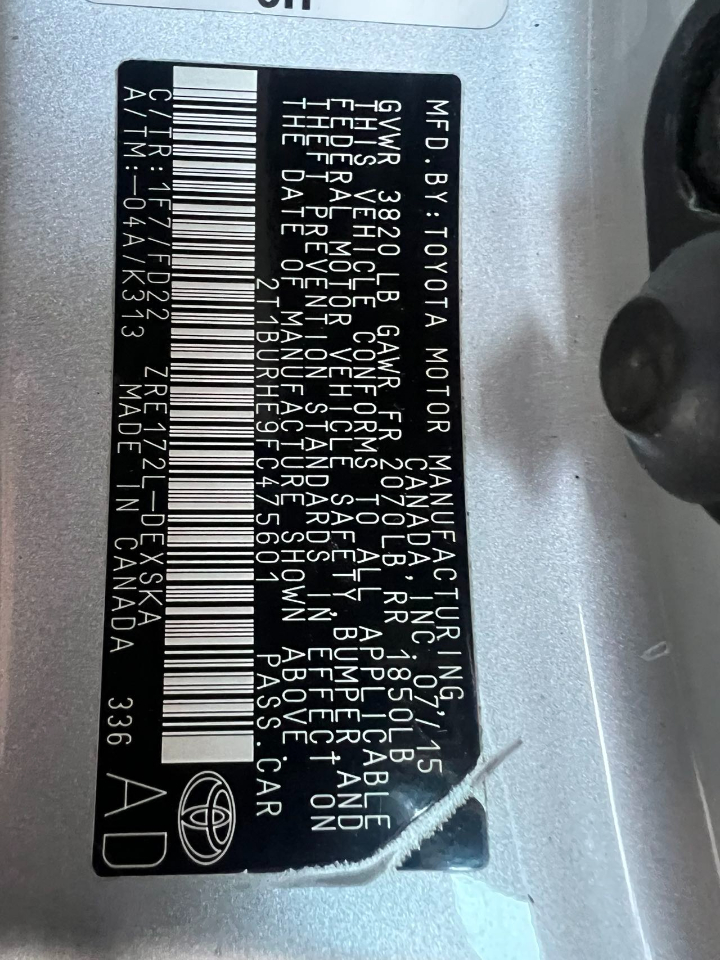 MFD.BY:TOYOTA MOTOR MANUFACTURING,
CANADA, INC. 07/15
GVWR 3820 LB GAWR FR 2070LB, RR 1850LB
THIS VEHICLE CONFORMS TO ALL APPLICABLE
FEDERAL MOTOR VEHICLE SAFETY, BUMPER, AND
THEFT PREVENTION STANDARDS IN EFFECT ON
THE DATE OF MANUFACTURE SHOWN ABOVE.
2T1BURHE9FC475601 PASS.CAR
C/TR:1F7/FD22 ZRE172L—DEXSKA
A/TM:—04A/K313 MADE IN CANADA 336
AD